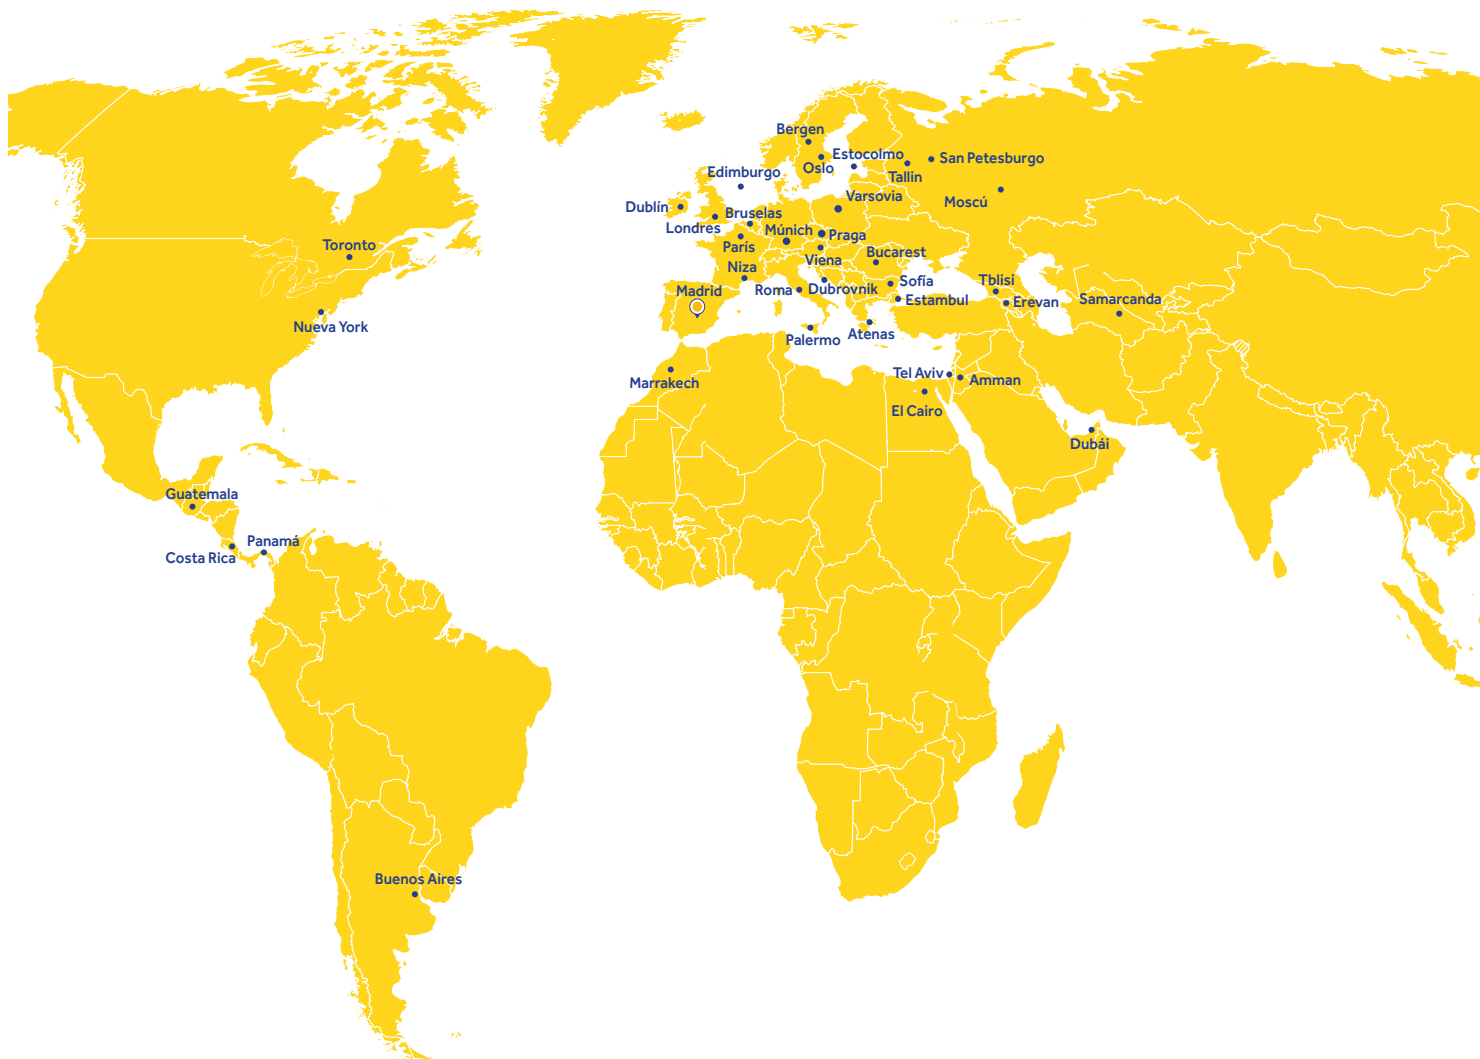 Bergen
Estocolmo
San Petesburgo
Oslo
Edimburgo
Tallin
Varsovia
Moscú
Dublín
Bruselas
Londres
Múnich
Praga
París
Toronto
Viena
Bucarest
Niza
Tblisi
Sofía
Madrid
Roma
Dubrovnik
Estambul
Erevan
Samarcanda
Nueva York
Palermo
Atenas
Tel Aviv
Marrakech
Amman
El Cairo
Dubái
Guatemala
Panamá
Costa Rica
Buenos Aires